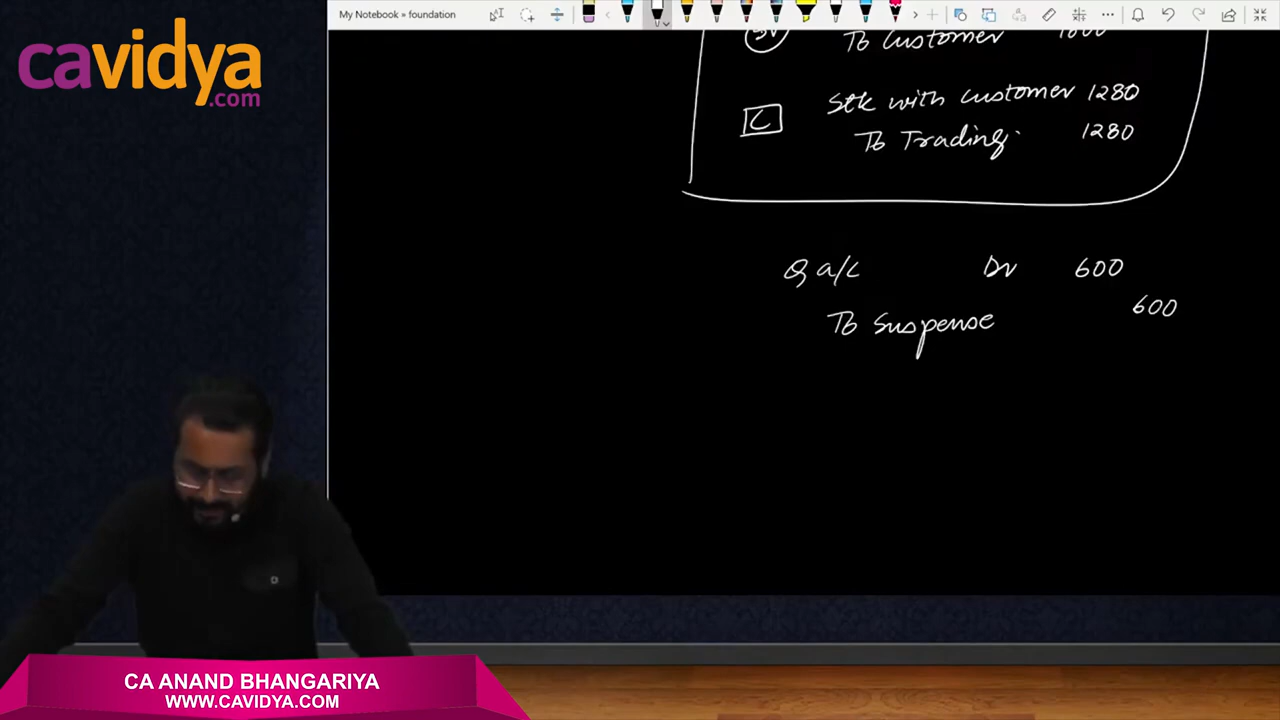 cavidya
.com
My Notebook » foundation
To Customer
C
Stk with customer 1280
To Trading. 1280
Q a/c Dr 600
To Suspense 600
CA ANAND BHANGARIYA
WWW.CAVIDYA.COM